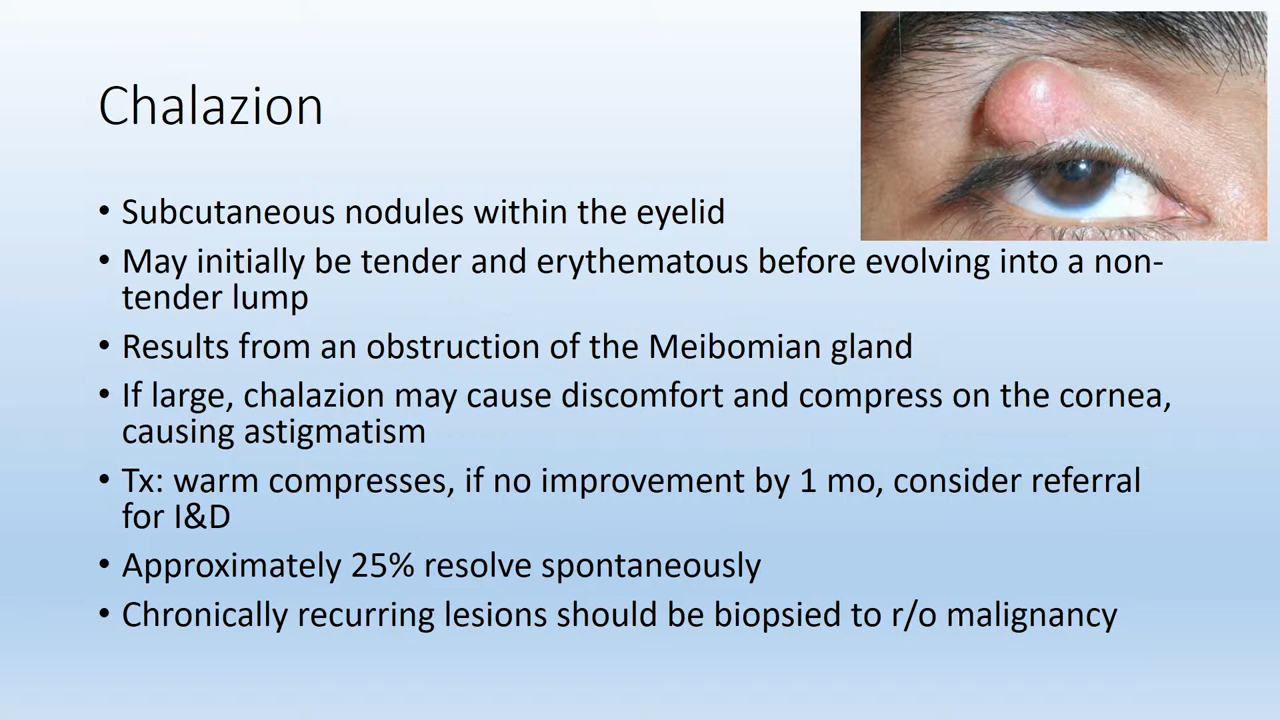 Chalazion
• Subcutaneous nodules within the eyelid
• May initially be tender and erythematous before evolving into a non-
tender lump
• Results from an obstruction of the Meibomian gland
• If large, chalazion may cause discomfort and compress on the cornea,
causing astigmatism
• Tx: warm compresses, if no improvement by 1 mo, consider referral
for I&D
• Approximately 25% resolve spontaneously
• Chronically recurring lesions should be biopsied to r/o malignancy